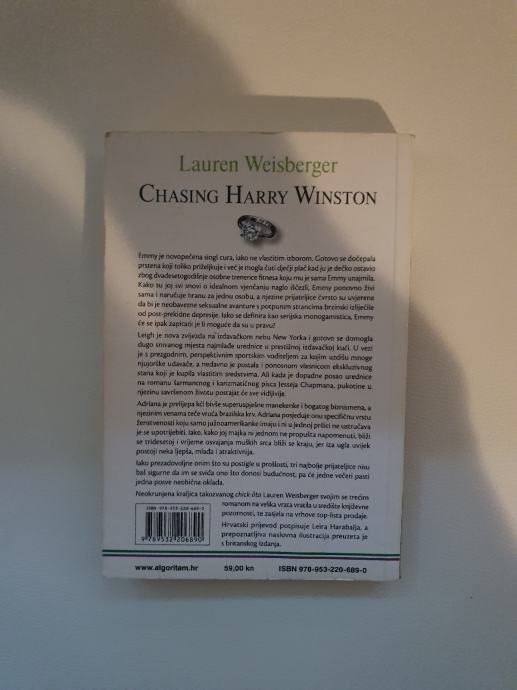 Lauren Weisberger
CHASING HARRY WINSTON
Emmy je novopečena singl cura, iako ne vlastitim izborom. Gotovo se dočepala
prstena koji toliko priželjkuje i već je mogla čuti dječji plač kad ju je dečko ostavio
zbog dvadesetogodišnje osobne trenerice fitnesa koju mu je sama Emmy unajmila.
Kako su joj svi snovi o idealnom vjenčanju naglo iščezli, Emmy ponovno živi
sama i naručuje hranu za jednu osobu, a njezine prijateljice čvrsto su uvjerene
da bi je neobavezne seksualne avanture s potpunim strancima brzinski izliječile
od post-prekidne depresije. Iako se definira kao serijska monogamistica, Emmy
će se ipak zapitati: je li moguće da su u pravu?
Leigh je nova zvijezda na izdavačkom nebu New Yorka i gotovo se domogla
dugo snivanog mjesta najmlađe urednice u prestižnoj izdavačkoj kući. U vezi
je s prezgodnim, perspektivnim sportskim voditeljem za kojim uzdišu mnoge
njujorške udavače, a nedavno je postala i ponosnom vlasnicom ekskluzivnog
stana koji je kupila vlastitim sredstvima. Ali kada je dopadne posao urednice
na romanu šarmantnog i karizmatičnog pisca Jesseja Chapmana, pukotine u
njezinu savršenom životu postajat će sve vidljivije.
Adriana je prelijepa kći bivše superuspješne manekenke i bogatog biznismena, a
njezinim venama teče vruća brazilska krv. Adriana posjeduje onu specifičnu vrstu
ženstvenosti koju samo južnoamerikanke imaju i ni u jednoj prilici ne ustručava
je se upotrijebiti. Iako, kako joj majka ni jednom ne propušta napomenuti, bliži
se tridesetoj i vrijeme osvajanja muških srca bliži se kraju, jer iza ugla uvijek
postoji neka ljepša, mlađa i atraktivnija.
Iako prezadovoljne onim što su postigle u prošlosti, tri najbolje prijateljice nisu
baš sigurne da im se sviđa ono što donosi budućnost, pa će jedne večeri pasti
jedna posve neobična oklada.
Neokrunjena kraljica takozvanog chick-lita Lauren Weisberger svojim se trećim
romanom na velika vrata vratila u središte književne
pozornosti, te zasjela na vrhove top-lista prodaje.
Hrvatski prijevod potpisuje Leira Harabalja, a
prepoznatljiva naslovna ilustracija preuzeta je
s britanskog izdanja.
ISBN 978-953-220-689-0
9 789532 206890
www.algoritam.hr 59,00 kn ISBN 978-953-220-689-0